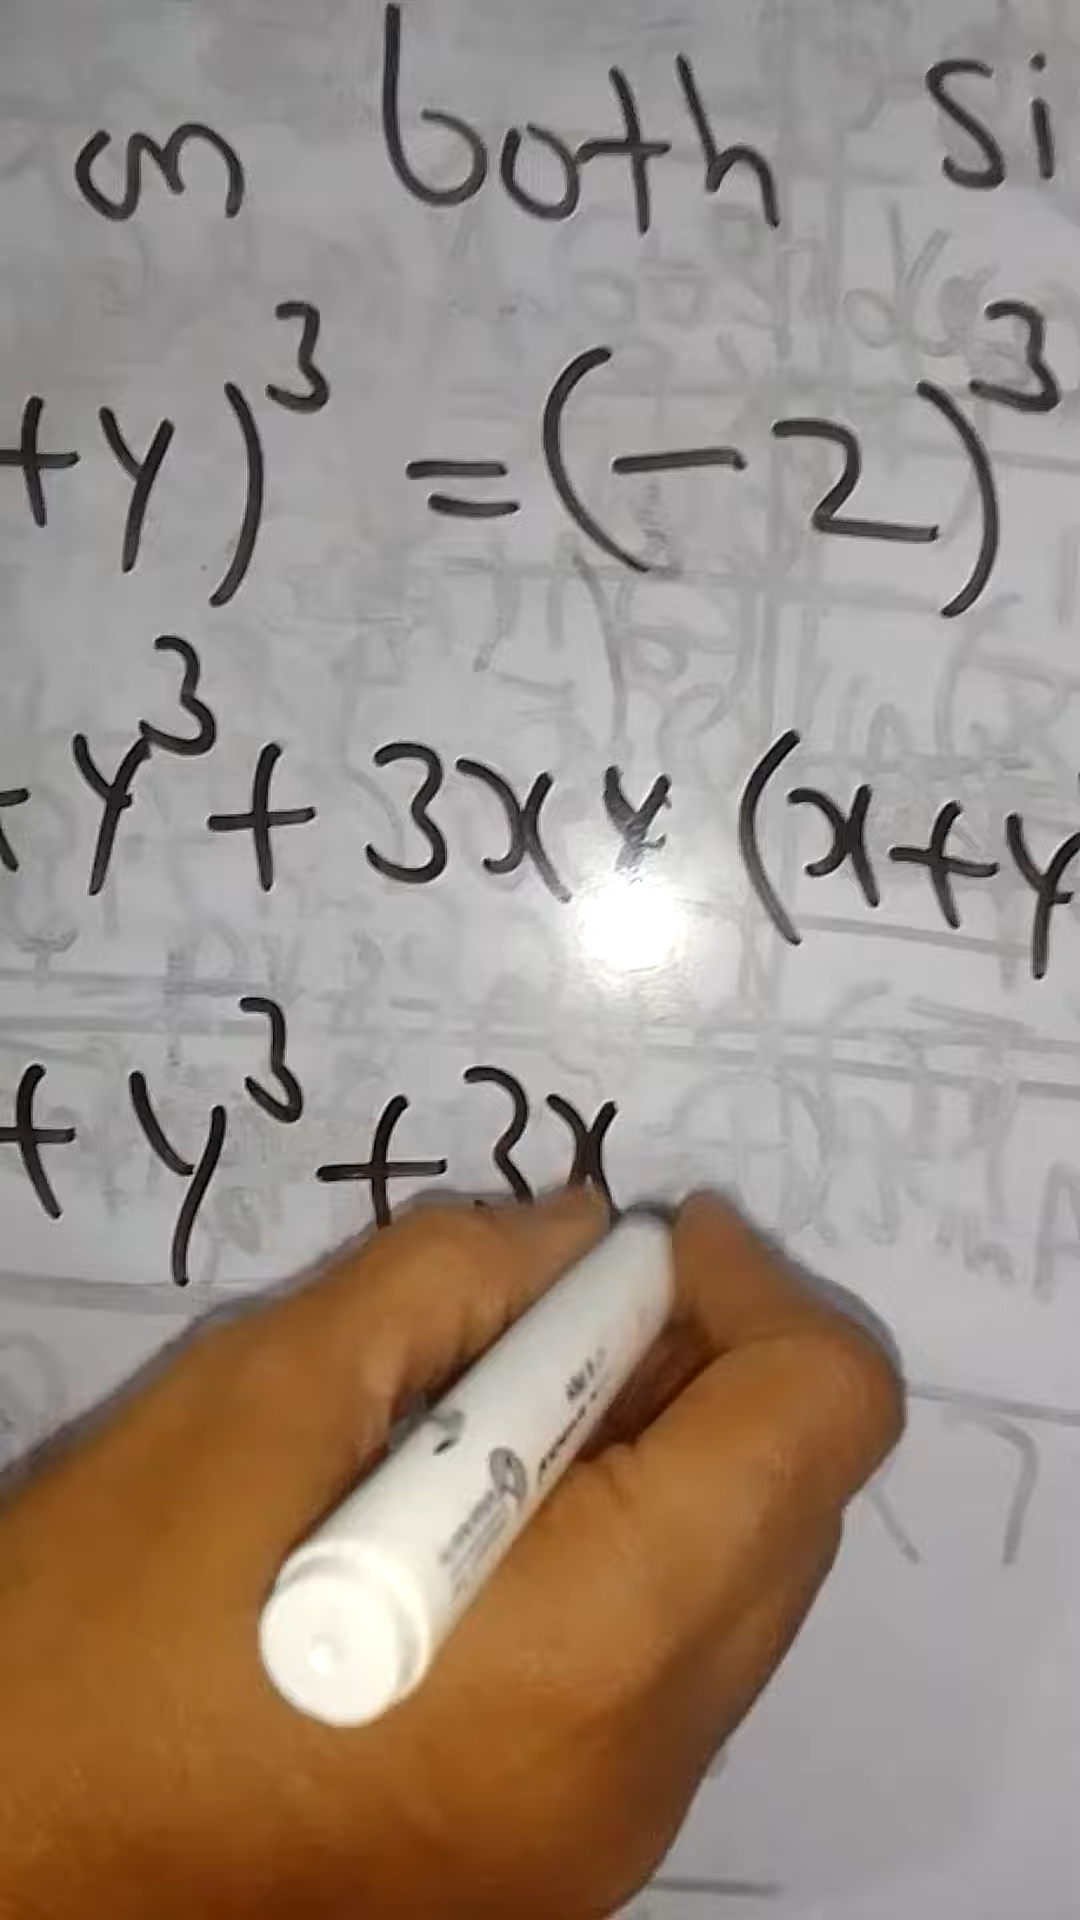 on both si
+y)³ = (-2)³
y³ + 3xy (x+y
+ y³ + 3x